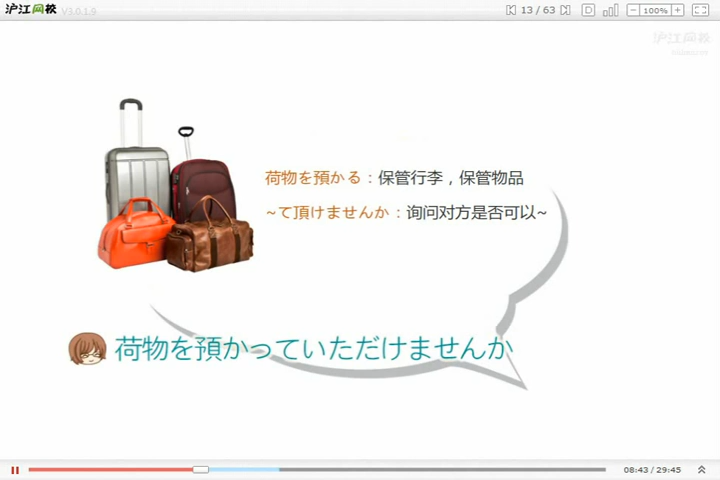 沪江网校 V3.0.1.9
13 / 63
D
100%
沪江网校
荷物を預かる：保管行李，保管物品
~て頂けませんか：询问对方是否可以~
荷物を預かっていただけませんか
08:43 / 29:45